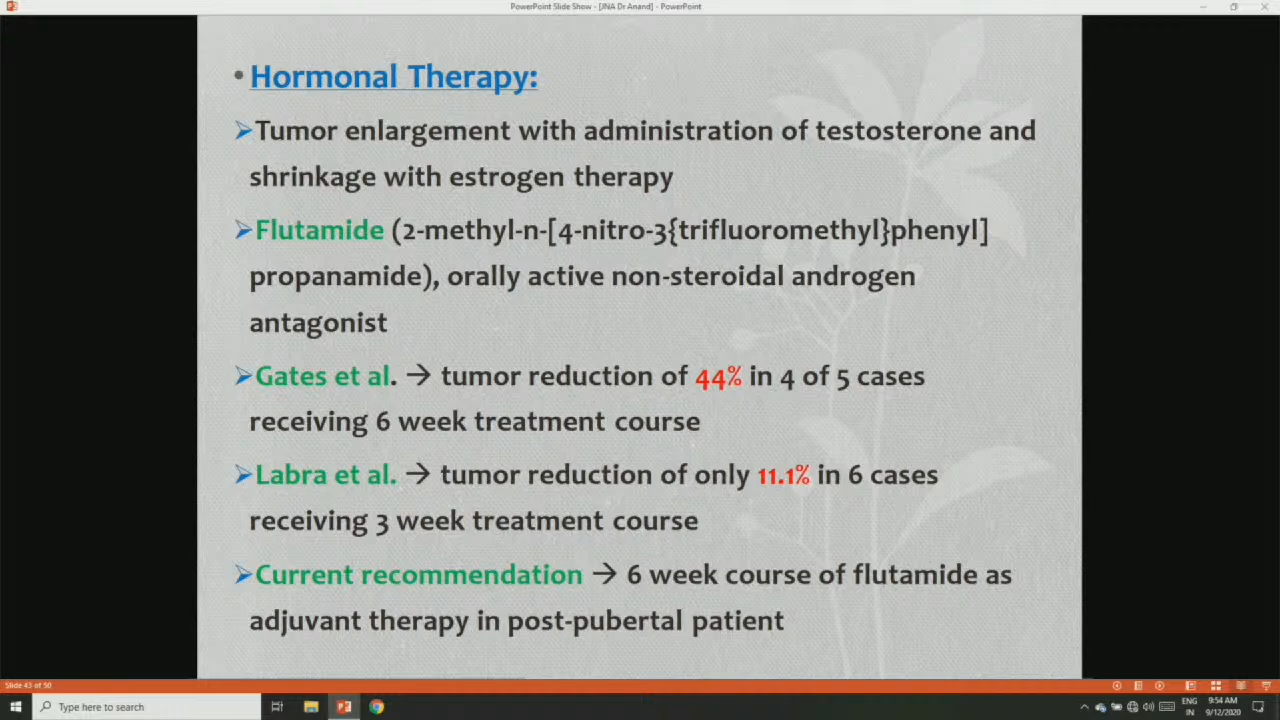 PowerPoint Slide Show - [JNA Dr Anand] - PowerPoint
• Hormonal Therapy:
➢Tumor enlargement with administration of testosterone and
shrinkage with estrogen therapy
➢Flutamide (2-methyl-n-[4-nitro-3{trifluoromethyl}phenyl]
propanamide), orally active non-steroidal androgen
antagonist
➢Gates et al. → tumor reduction of 44% in 4 of 5 cases
receiving 6 week treatment course
➢Labra et al. → tumor reduction of only 11.1% in 6 cases
receiving 3 week treatment course
➢Current recommendation → 6 week course of flutamide as
adjuvant therapy in post-pubertal patient
Slide 43 of 50
Type here to search
ENG
IN
9:54 AM
9/12/2020